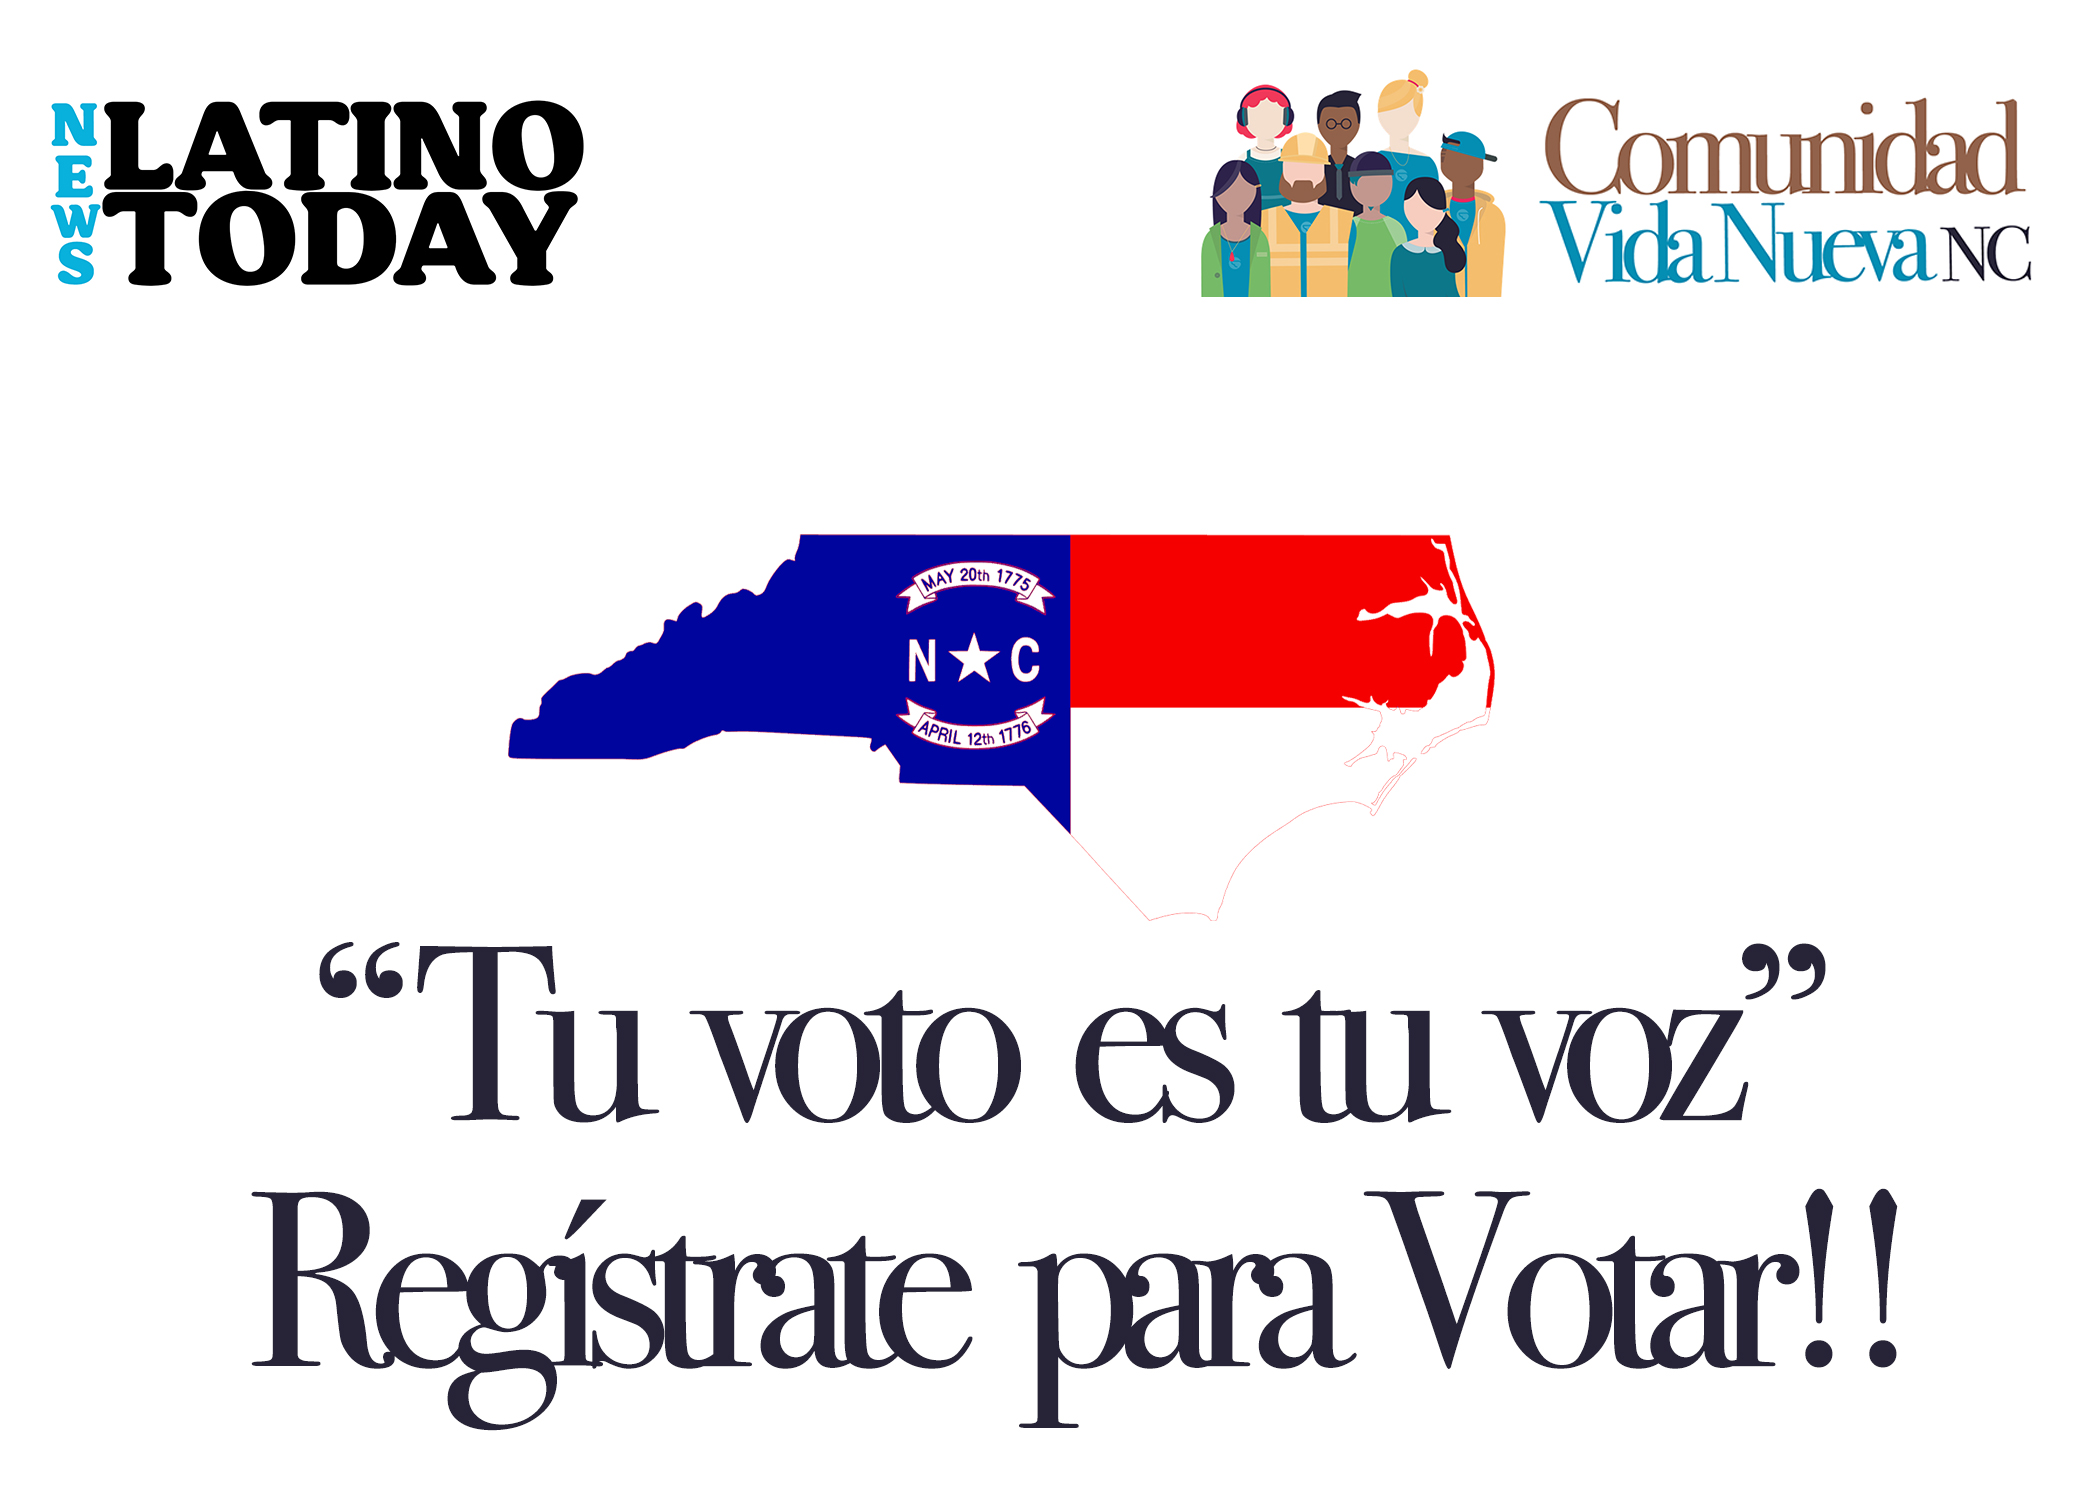 NEWS
LATINO
TODAY
Comunidad
Vida Nueva NC
MAY 20th 1775
N C
APRIL 12th 1776
“Tu voto es tu voz”
Regístrate para Votar!!